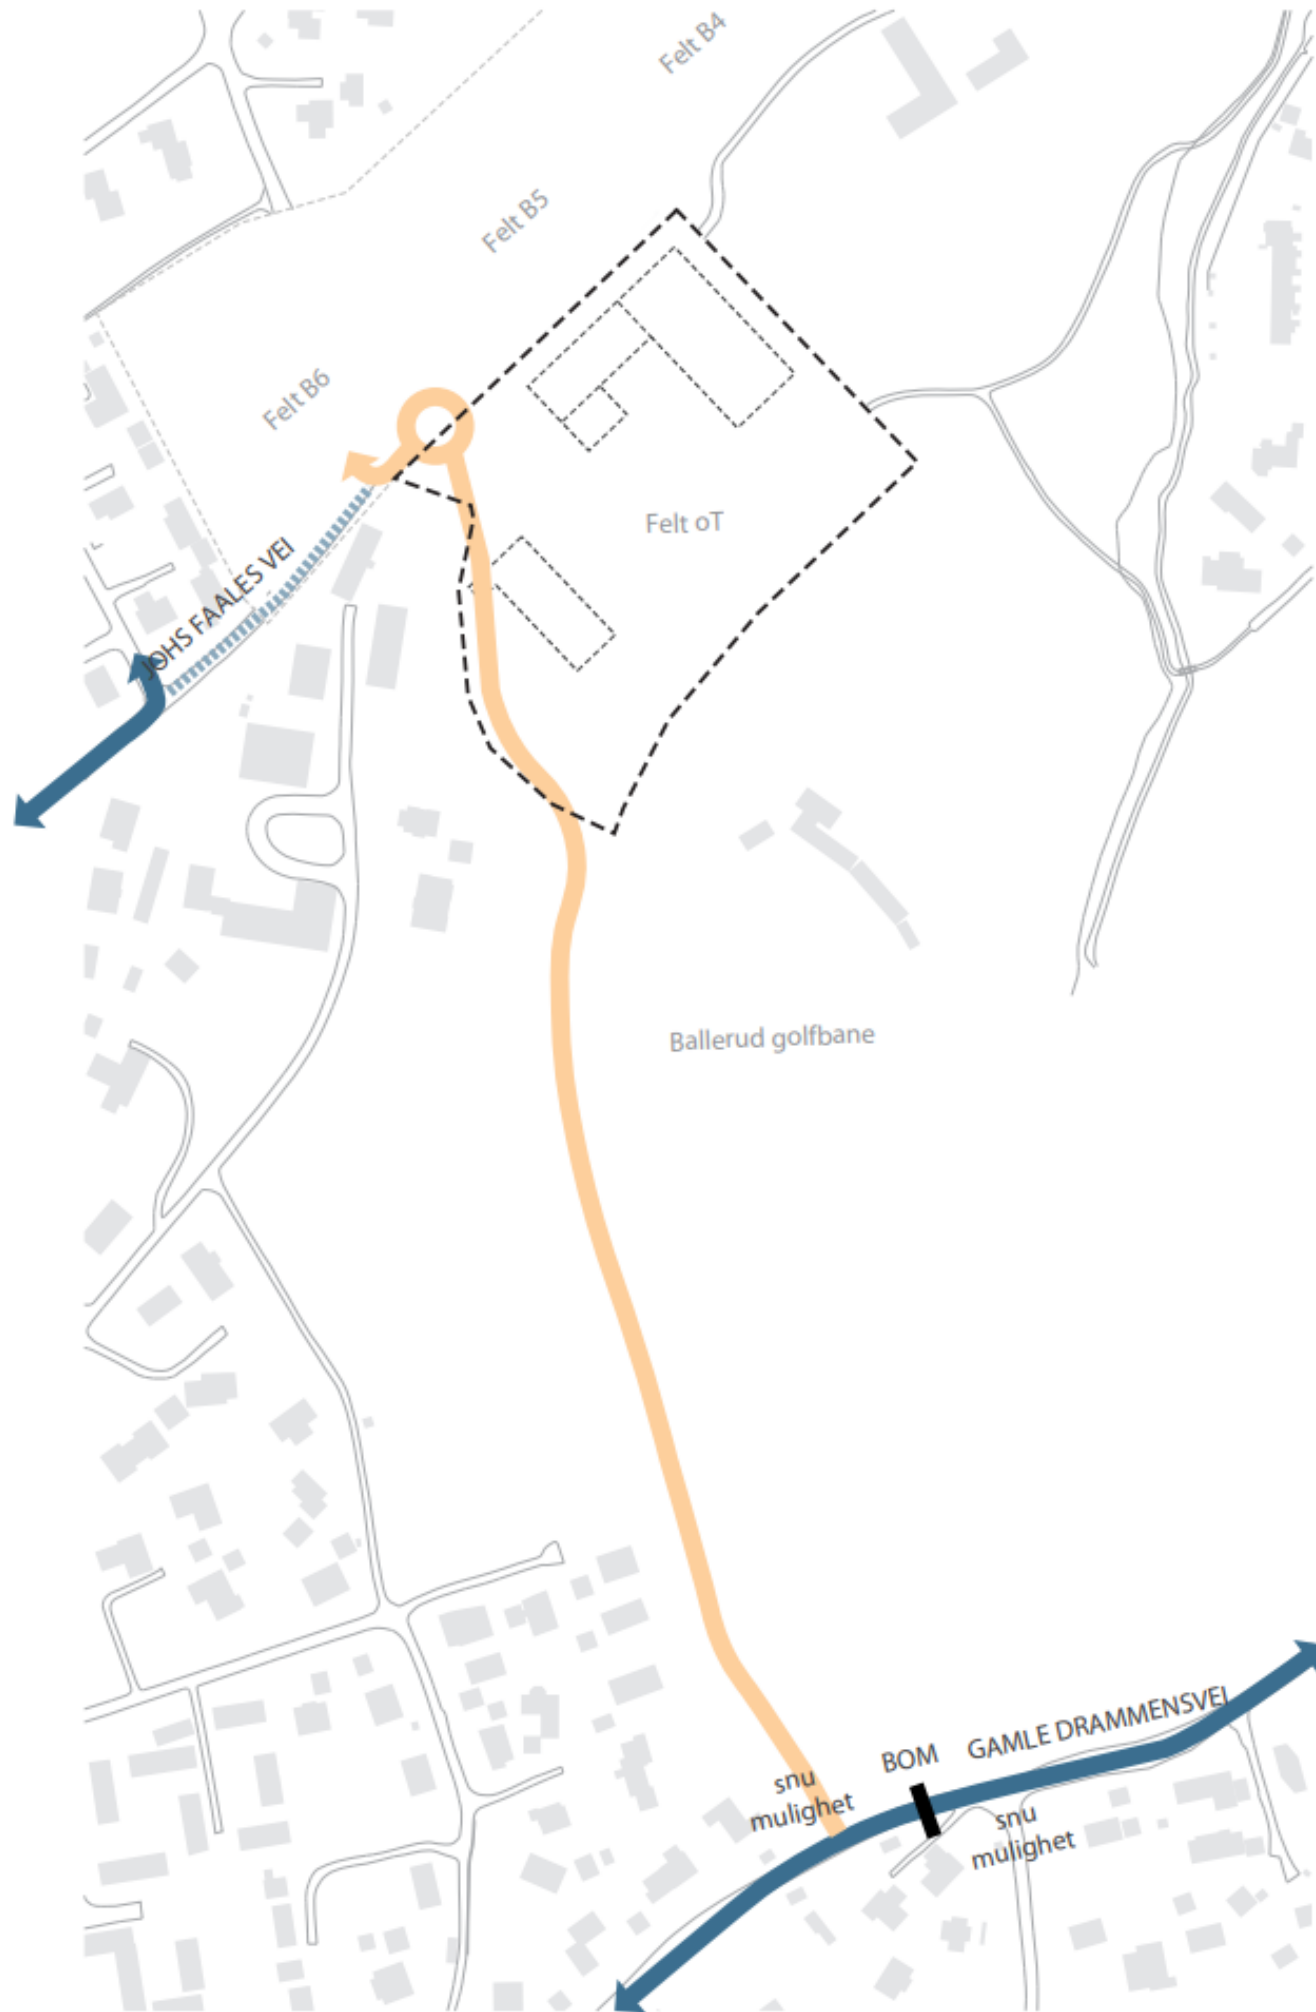 Felt B4
Felt B5
Felt B6
Felt oT
JOHS FAALES VEI
Ballerud golfbane
GAMLE DRAMMENSVEI
BOM
snu
mulighet
snu
mulighet